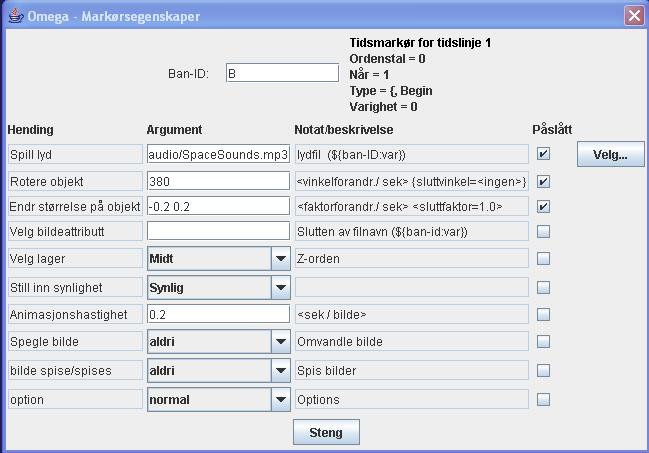 Omega - Markørsegenskaper
Tidsmarkør for tidslinje 1
Ban-ID: B
Ordenstal = 0
Når = 1
Type = {, Begin
Varighet = 0
Hending Argument Notat/beskrivelse Påslått
Spill lyd audio/SpaceSounds.mp3 lydfil (${ban-ID:var}) Velg...
Rotere objekt 380 <vinkelforandr./ sek> {sluttvinkel=<ingen>}
Endr størrelse på objekt -0.2 0.2 <faktorforandr./ sek> <sluttfaktor=1.0>
Velg bildeattributt Slutten av filnavn (${ban-id:var})
Velg lager Midt Z-orden
Still inn synlighet Synlig
Animasjonshastighet 0.2 <sek / bilde>
Spegle bilde aldri Omvandle bilde
bilde spise/spises aldri Spis bilder
option normal Options
Steng